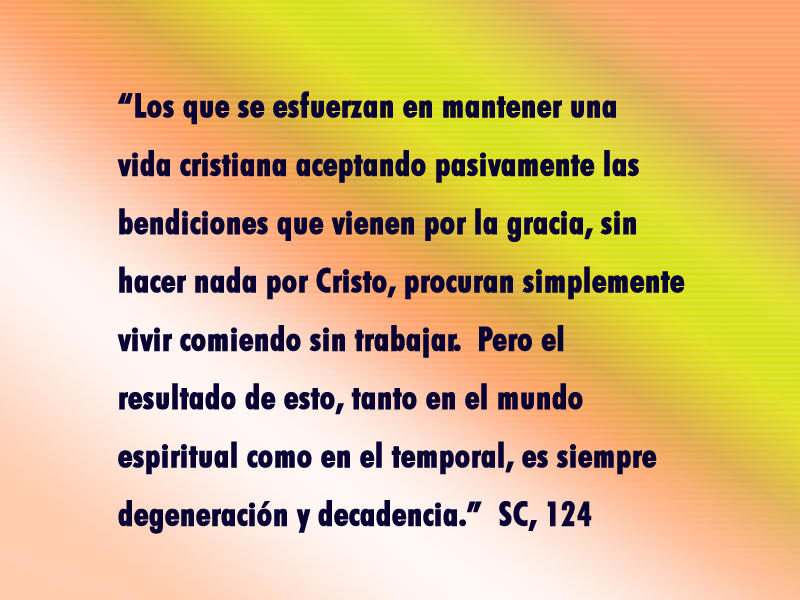 “Los que se esfuerzan en mantener una
vida cristiana aceptando pasivamente las
bendiciones que vienen por la gracia, sin
hacer nada por Cristo, procuran simplemente
vivir comiendo sin trabajar.  Pero el
resultado de esto, tanto en el mundo
espiritual como en el temporal, es siempre
degeneración y decadencia.”  SC, 124